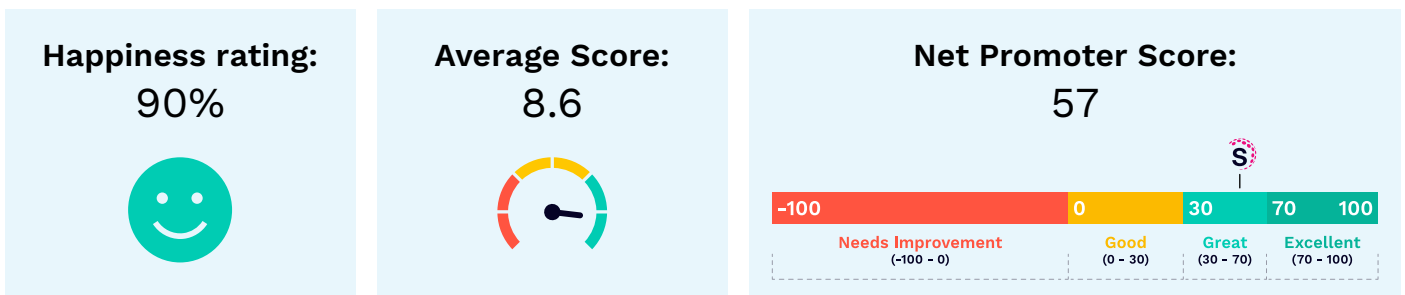 Happiness rating:
90%
Average Score:
8.6
Net Promoter Score:
57
S
-100 0 30 70 100
Needs Improvement Good Great Excellent
(-100 - 0) (0 - 30) (30 - 70) (70 - 100)